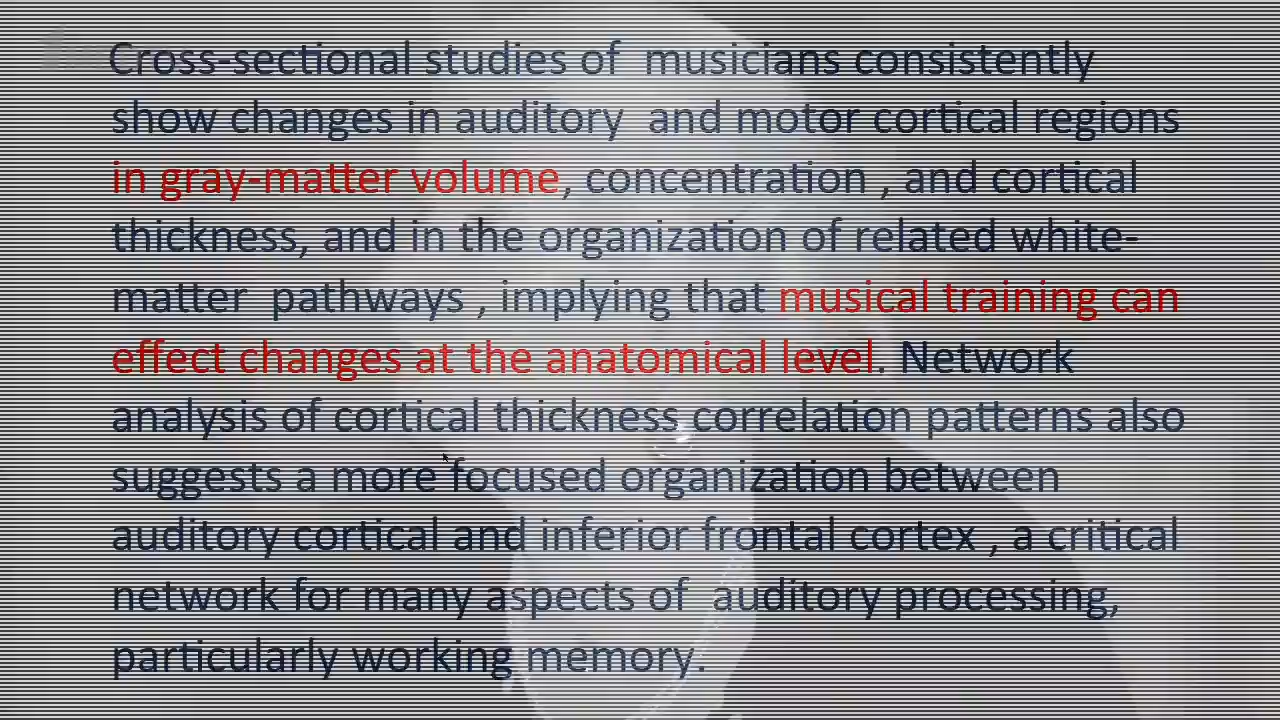 Cross-sectional studies of  musicians consistently
show changes in auditory  and motor cortical regions
in gray-matter volume, concentration , and cortical
thickness, and in the organization of related white-
matter  pathways , implying that musical training can
effect changes at the anatomical level. Network
analysis of cortical thickness correlation patterns also
suggests a more focused organization between
auditory cortical and inferior frontal cortex , a critical
network for many aspects of  auditory processing,
particularly working memory.